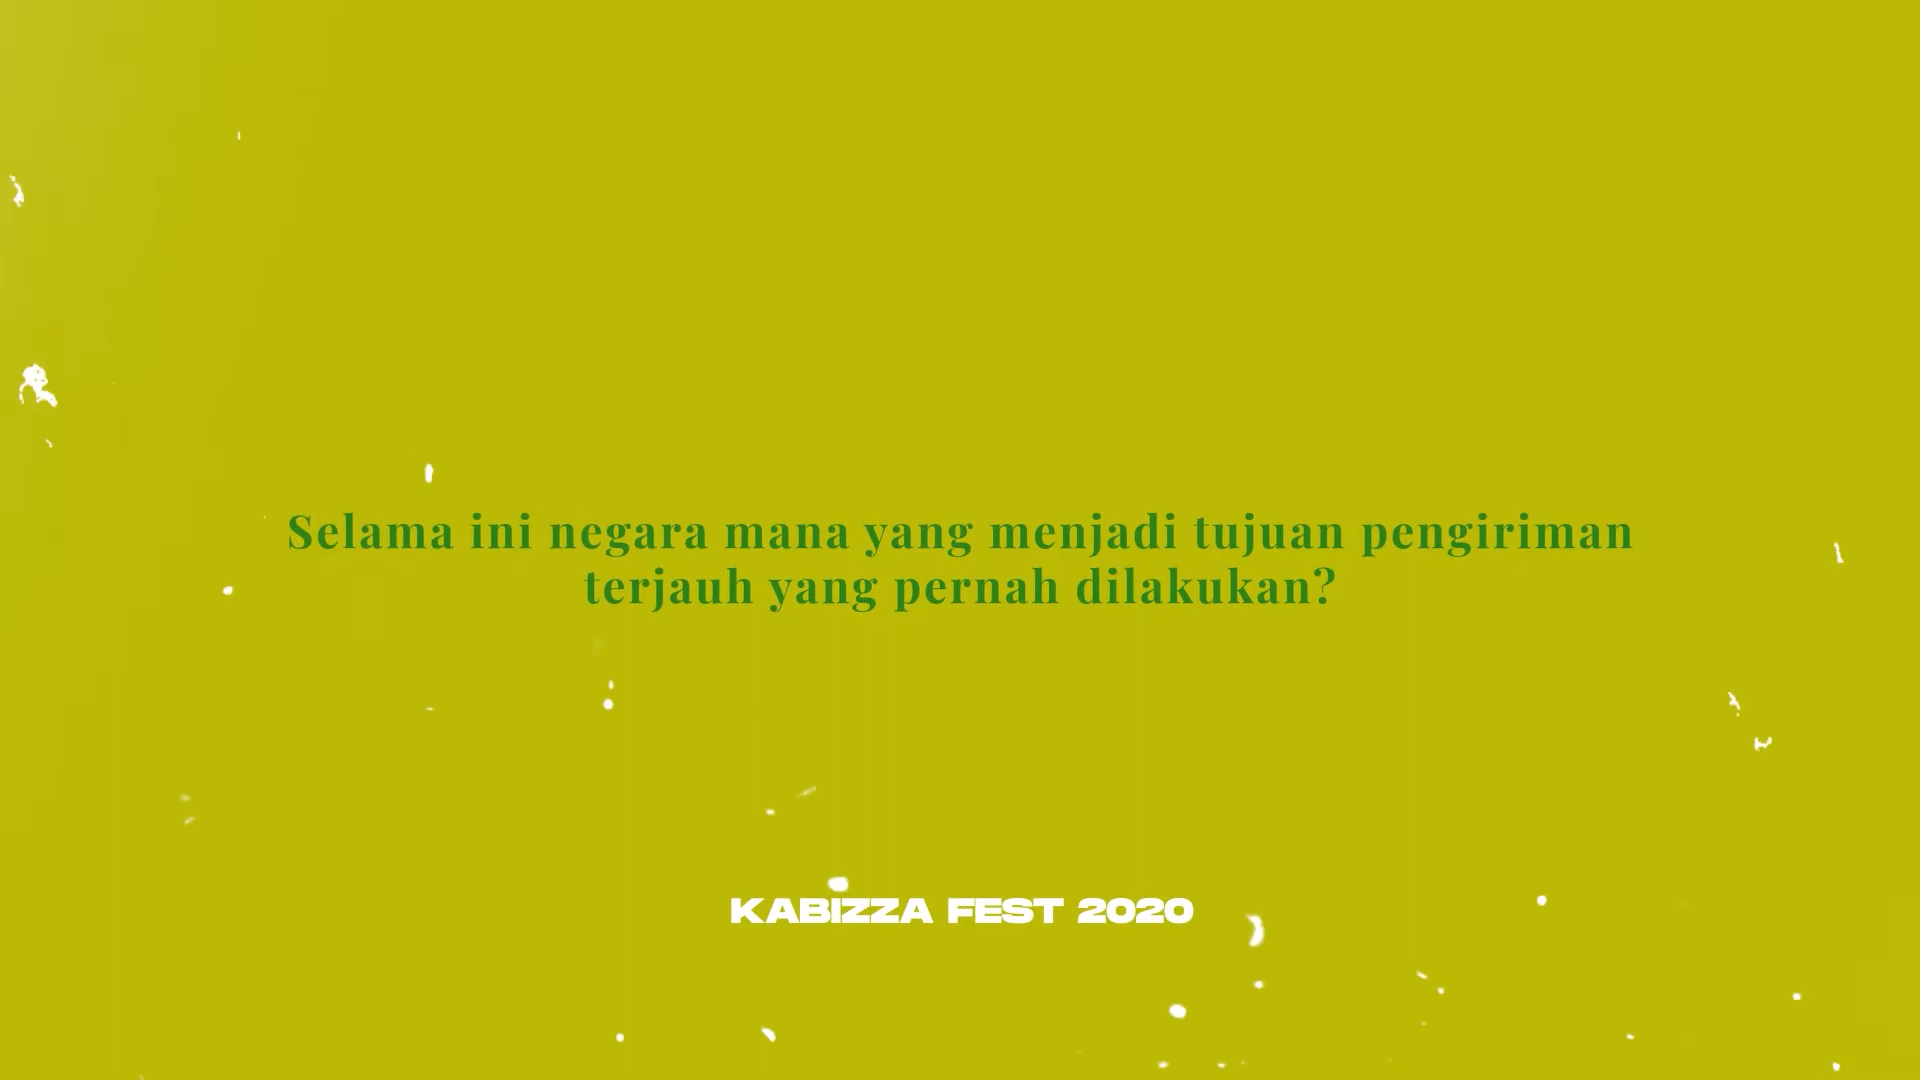 Selama ini negara mana yang menjadi tujuan pengiriman
terjauh yang pernah dilakukan?
KABIZZA FEST 2020